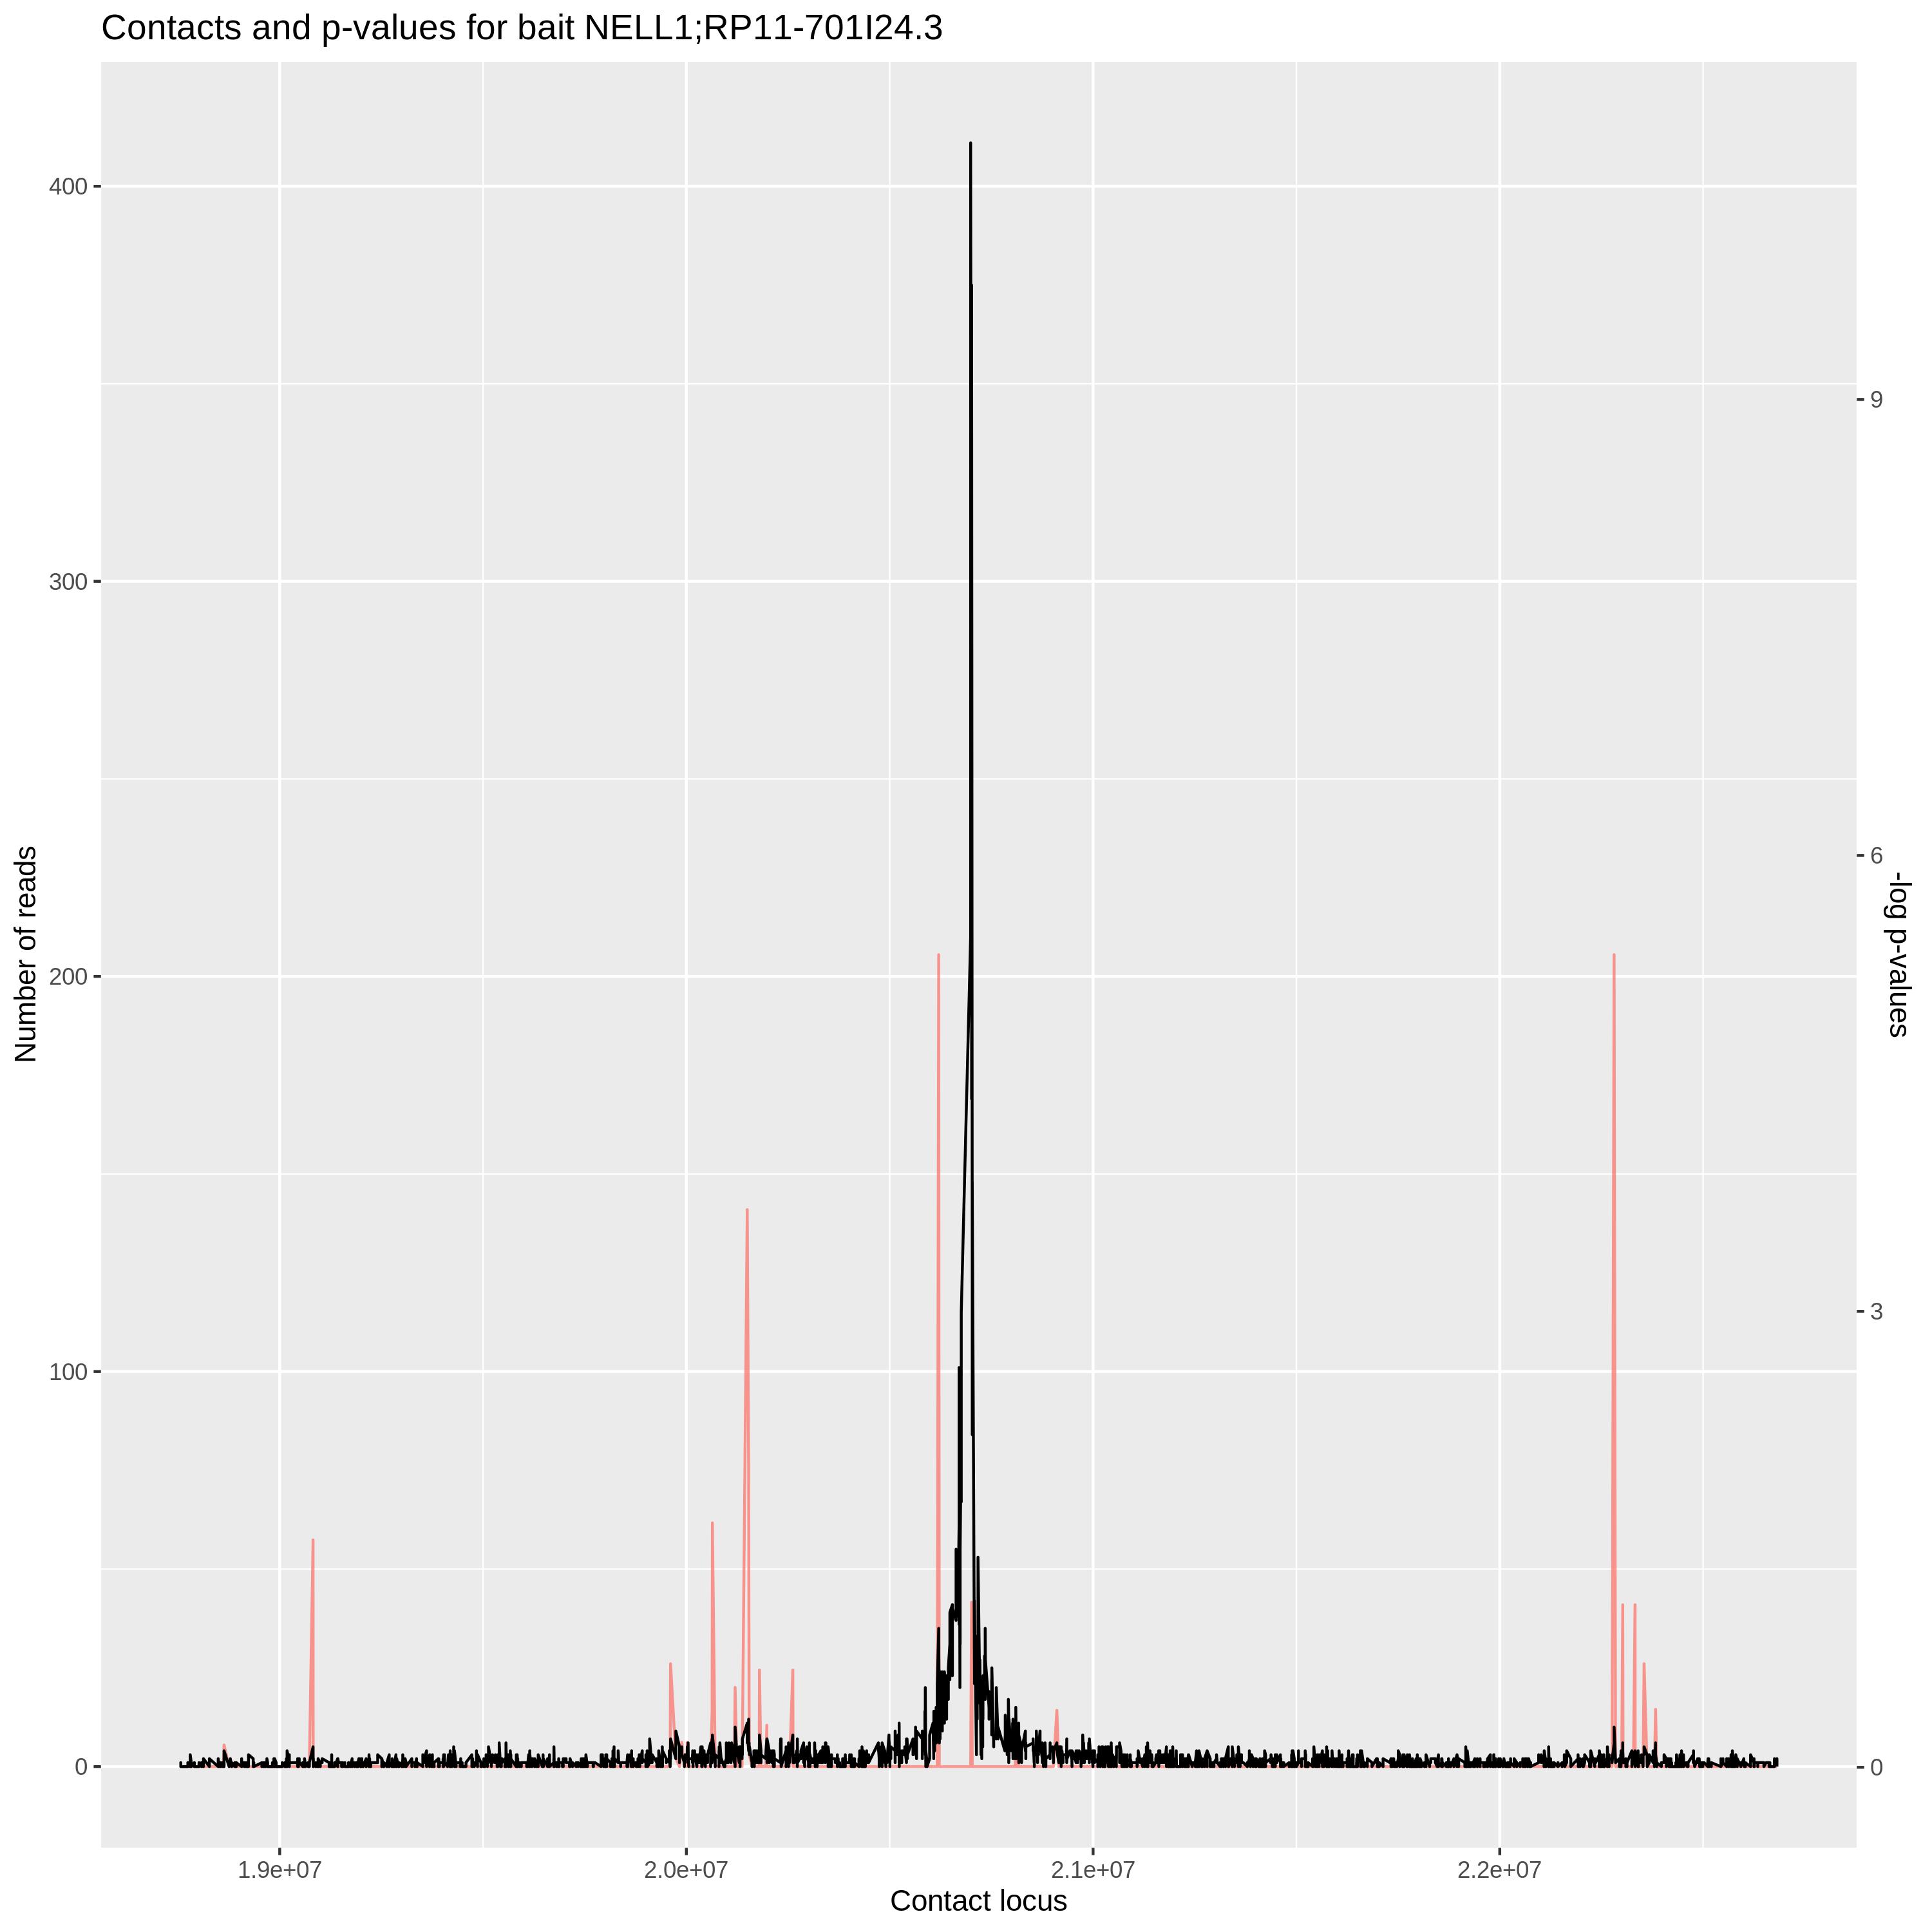 Contacts and p-values for bait NELL1;RP11-701I24.3
400
300
200
100
0
Number of reads
9
6
3
0
-log p-values
1.9e+07
2.0e+07
2.1e+07
2.2e+07
Contact locus